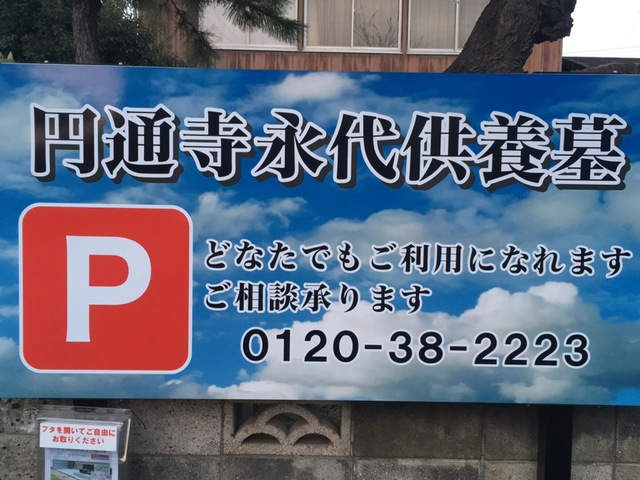 円通寺永代供養墓
P
どなたでもご利用になれます
ご相談承ります
0120-38-2223
フタを開いてご自由に
お取りください